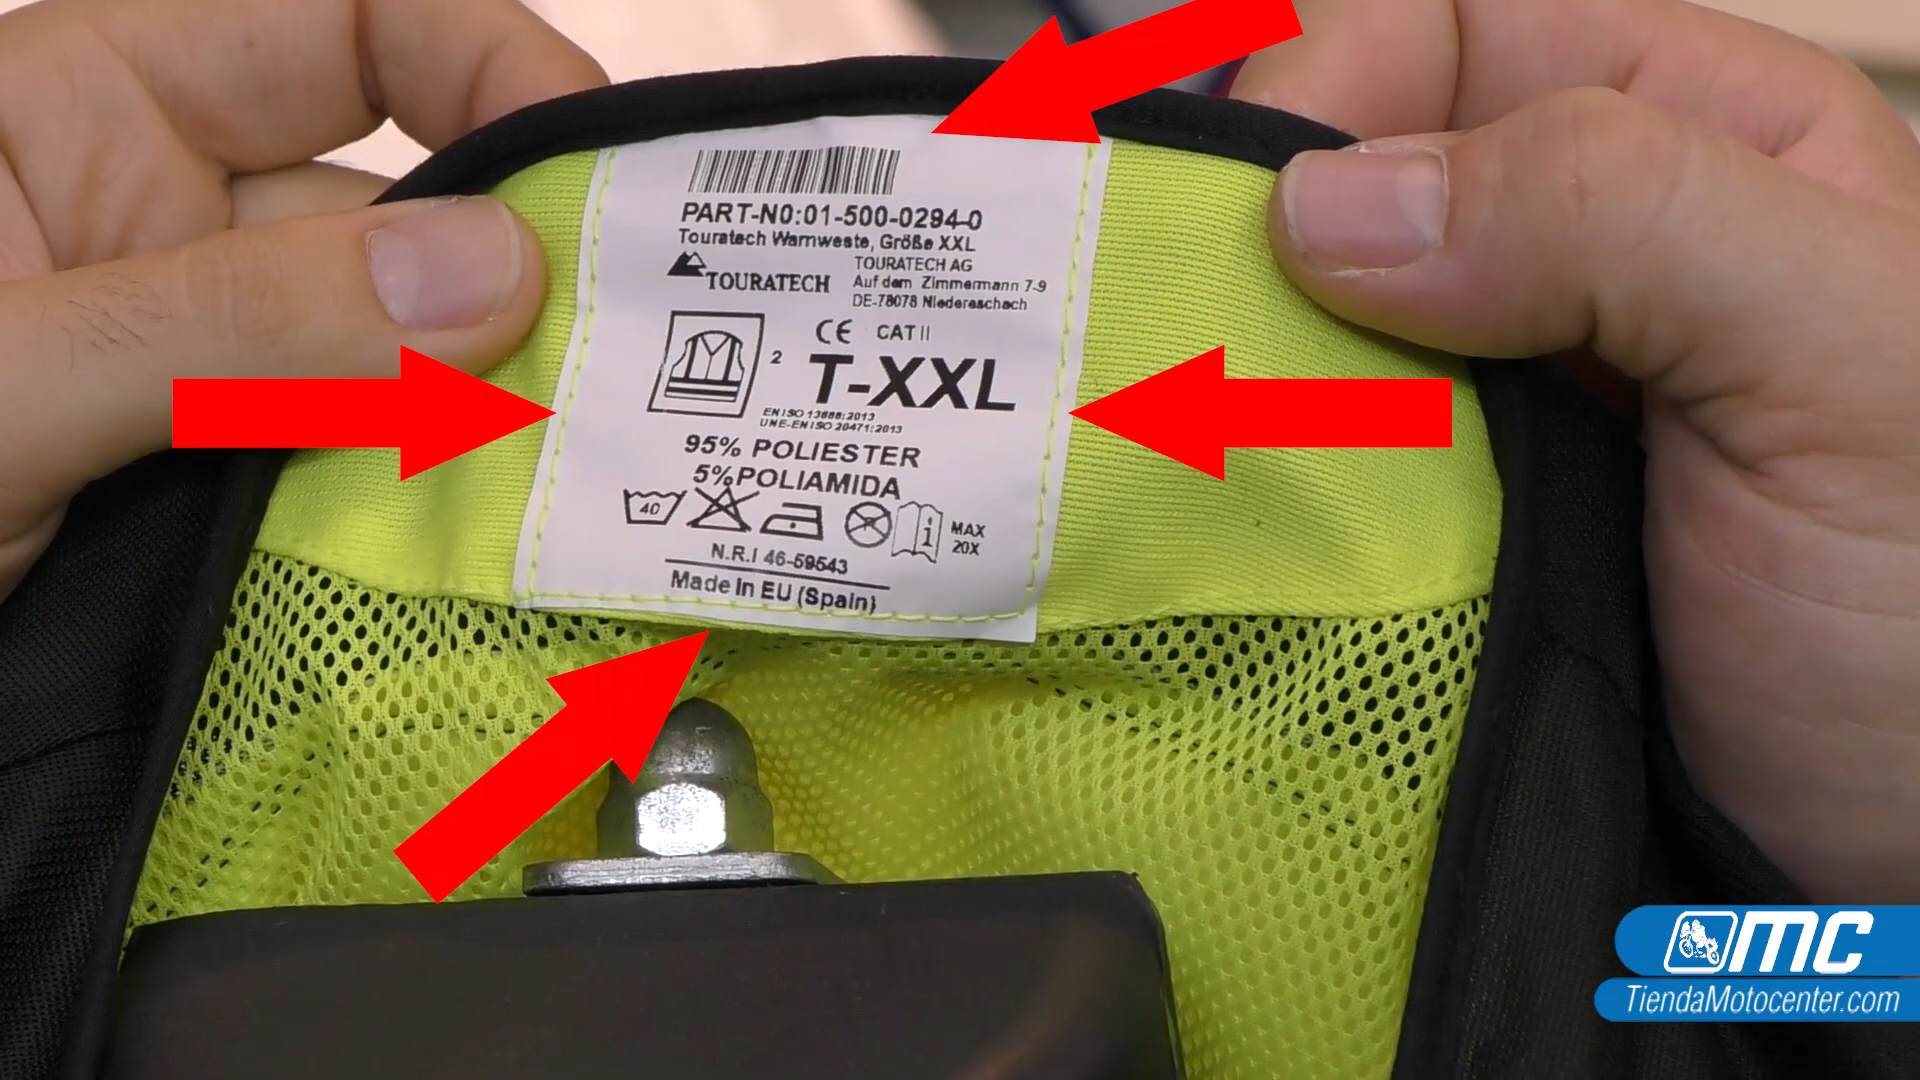 PART-N0:01-500-0294-0
Touratech Warnweste, Größe XXL
TOURATECH
TOURATECH AG
Auf dem Zimmermann 7-9
DE-78078 Niedereschach
CE CAT II
2
T-XXL
EN ISO 13688:2013
UNE-EN ISO 20471:2013
95% POLIESTER
5%POLIAMIDA
40
i
MAX
20X
N.R.I 46-59543
Made In EU (Spain)
MC
TiendaMotocenter.com